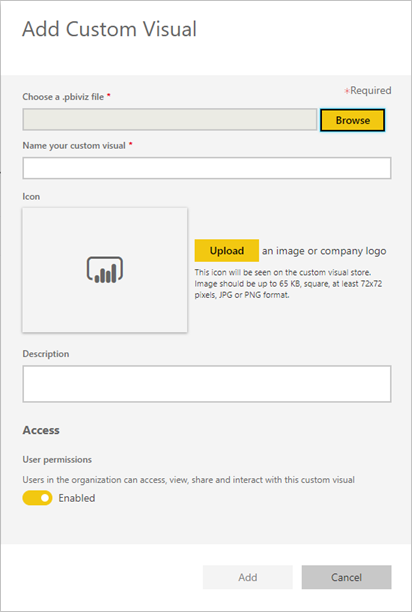 Add Custom Visual
*Required
Choose a .pbiviz file *
Browse
Name your custom visual *
Icon
Upload an image or company logo
This icon will be seen on the custom visual store.
Image should be up to 65 KB, square, at least 72x72
pixels, JPG or PNG format.
Description
Access
User permissions
Users in the organization can access, view, share and interact with this custom visual
Enabled
Add Cancel